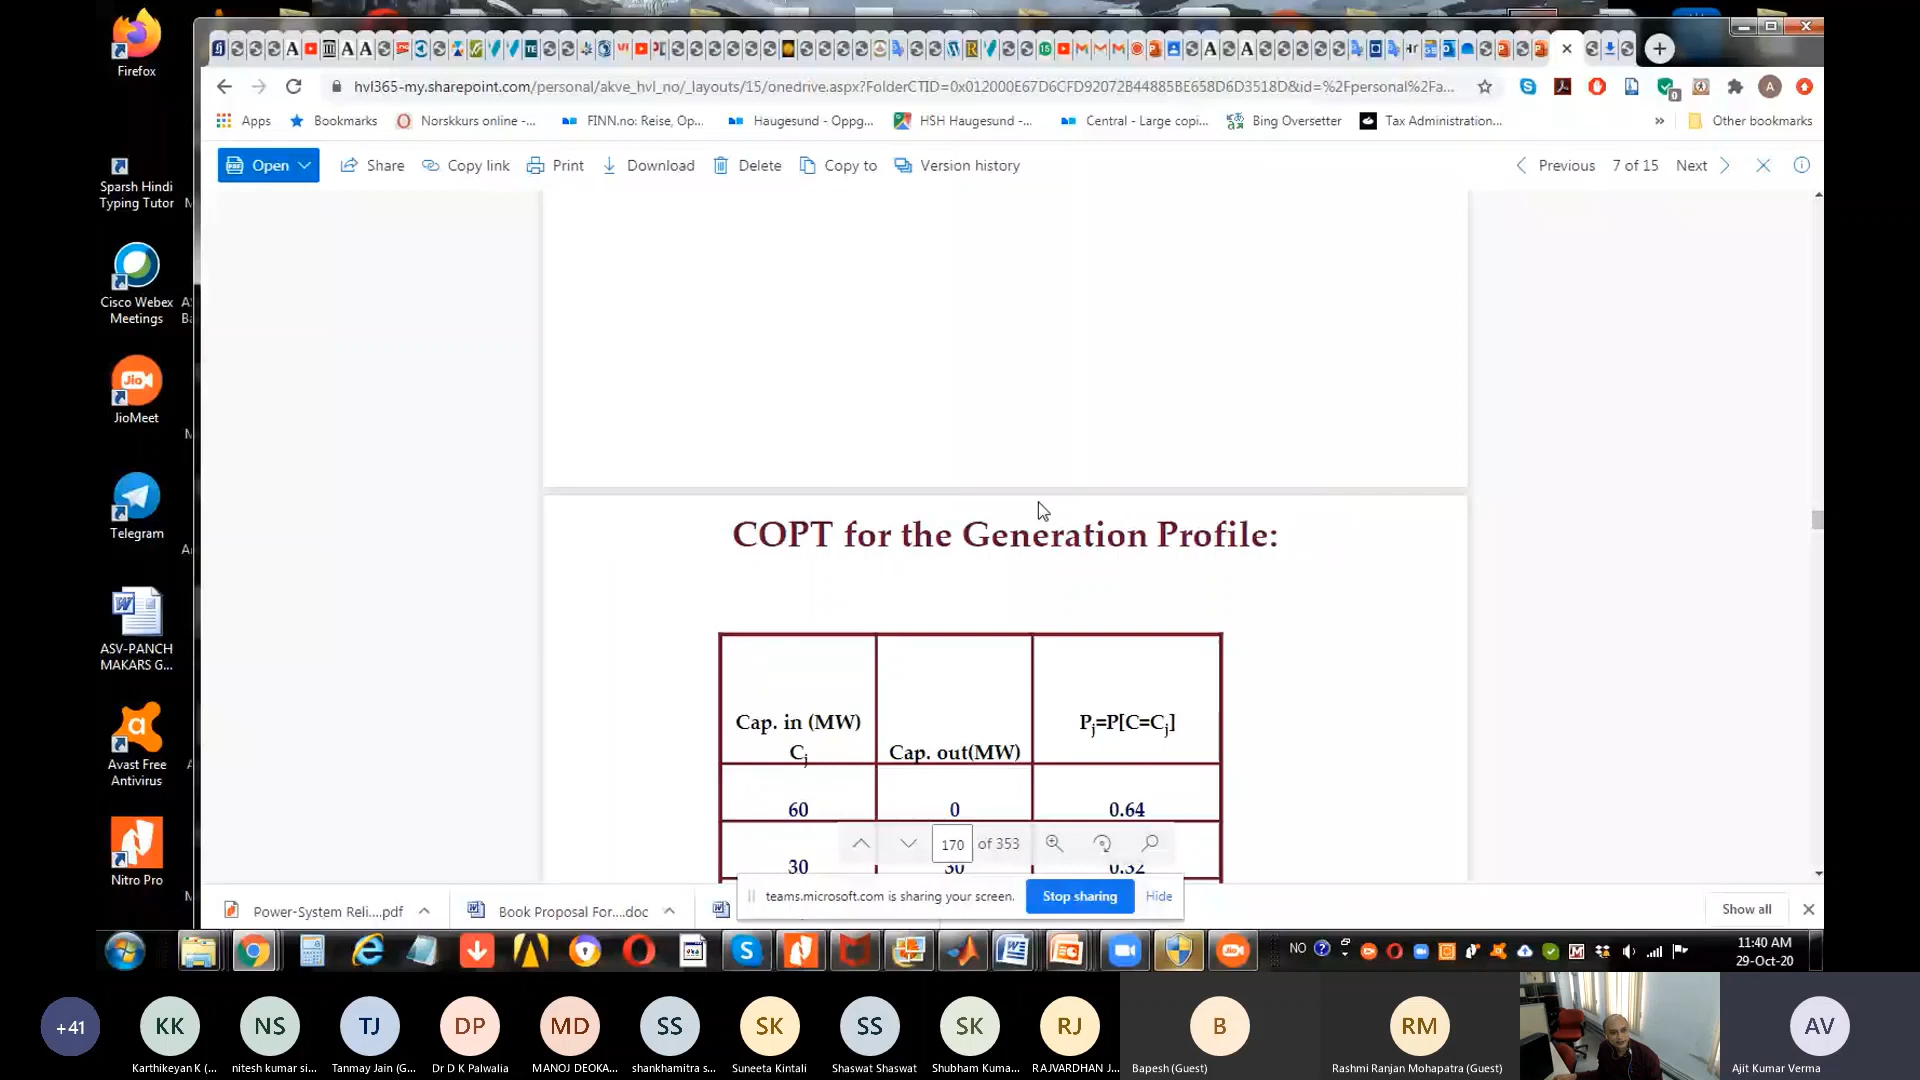 Firefox
Sparsh Hindi
Typing Tutor
Cisco Webex
Meetings
JioMeet
Telegram
ASV-PANCH
MAKARS G...
Avast Free
Antivirus
Nitro Pro
hvl365-my.sharepoint.com/personal/akve_hvl_no/_layouts/15/onedrive.aspx?FolderCTID=0x012000E67D6CFD92072B44885BE658D6D3518D&id=%2Fpersonal%2Fa...
Apps
Bookmarks
Norskkurs online -...
FINN.no: Reise, Op...
Haugesund - Oppg...
HSH Haugesund -...
Central - Large copi...
Bing Oversetter
Tax Administration...
»
Other bookmarks
Open
Share
Copy link
Print
Download
Delete
Copy to
Version history
Previous
7 of 15
Next
COPT for the Generation Profile:
Cap. in (MW)
Cj
Cap. out(MW)
Pj=P[C=Cj]
60
0
0.64
30
30
0.32
170 of 353
teams.microsoft.com is sharing your screen.
Stop sharing
Hide
Power-System Reli....pdf
Book Proposal For....doc
Show all
NO
11:40 AM
29-Oct-20
+41
KK
NS
TJ
DP
MD
SS
SK
SS
SK
RJ
B
RM
AV
Karthikeyan K (...
nitesh kumar si...
Tanmay Jain (G...
Dr D K Palwalia
MANOJ DEOKA...
shankhamitra s...
Suneeta Kintali
Shaswat Shaswat
Shubham Kuma...
RAJVARDHAN J...
Bapesh (Guest)
Rashmi Ranjan Mohapatra (Guest)
Ajit Kumar Verma